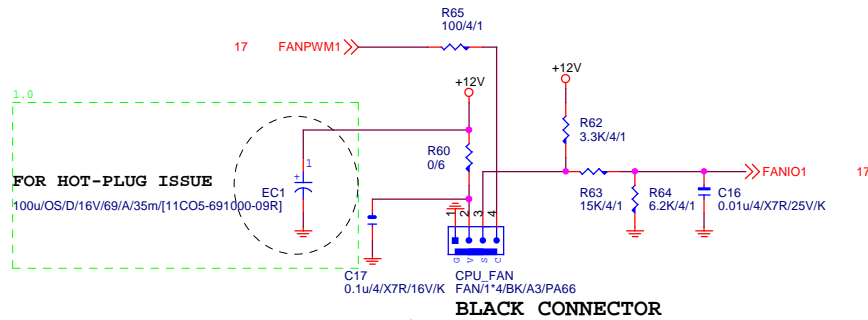 R65
100/4/1
17 FANPWM1
+12V
+12V
1.0
R62
3.3K/4/1
R60
0/6
1
+
FOR HOT-PLUG ISSUE
EC1
100u/OS/D/16V/69/A/35m/[11CO5-691000-09R]
FANIO1 17
R63
15K/4/1
R64
6.2K/4/1
C16
0.01u/4/X7R/25V/K
1 2 3 4
G V S C
C17
0.1u/4/X7R/16V/K
CPU_FAN
FAN/1*4/BK/A3/PA66
BLACK CONNECTOR